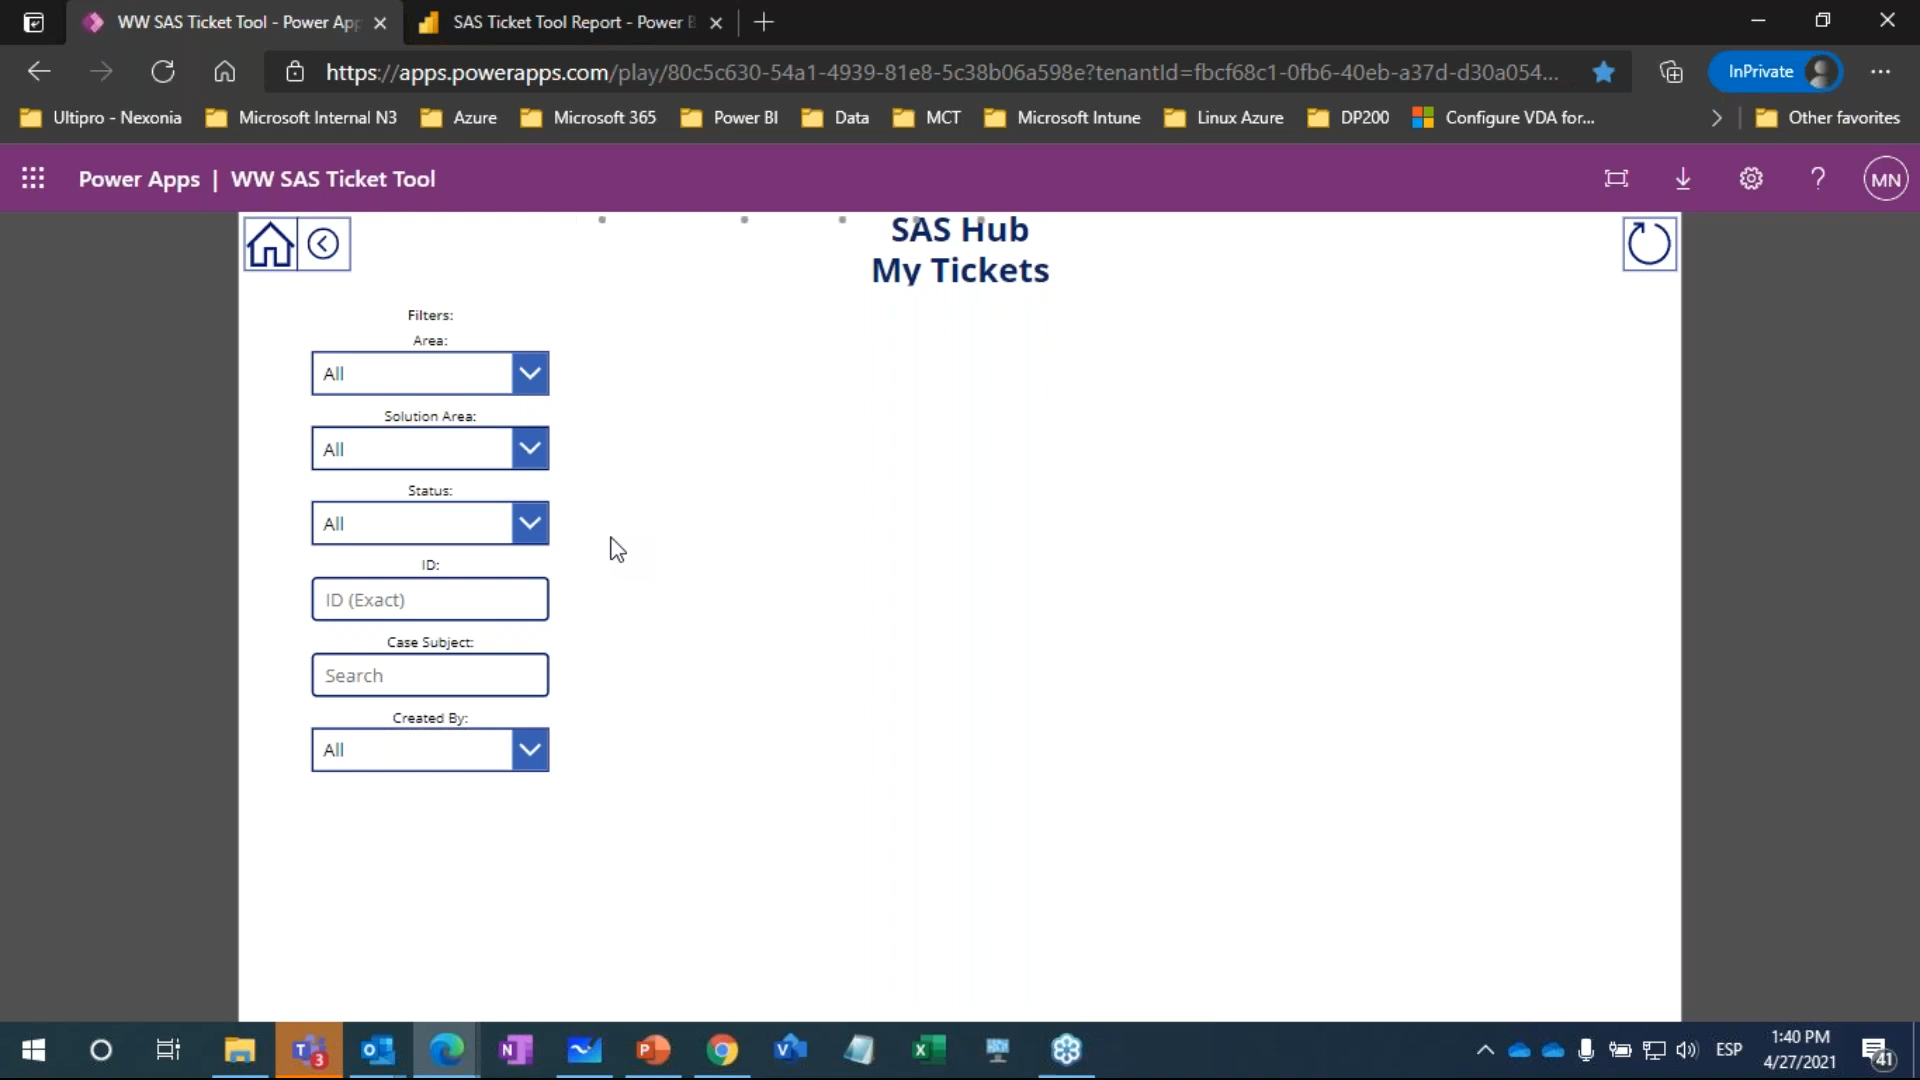 WW SAS Ticket Tool - Power App
SAS Ticket Tool Report - Power B
https://apps.powerapps.com/play/80c5c630-54a1-4939-81e8-5c38b06a598e?tenantId=fbcf68c1-0fb6-40eb-a37d-d30a054...
InPrivate
Ultipro - Nexonia
Microsoft Internal N3
Azure
Microsoft 365
Power BI
Data
MCT
Microsoft Intune
Linux Azure
DP200
Configure VDA for...
Other favorites
Power Apps | WW SAS Ticket Tool
MN
SAS Hub
My Tickets
Filters:
Area:
All
Solution Area:
All
Status:
All
ID:
ID (Exact)
Case Subject:
Search
Created By:
All
3
ESP
1:40 PM
4/27/2021
41